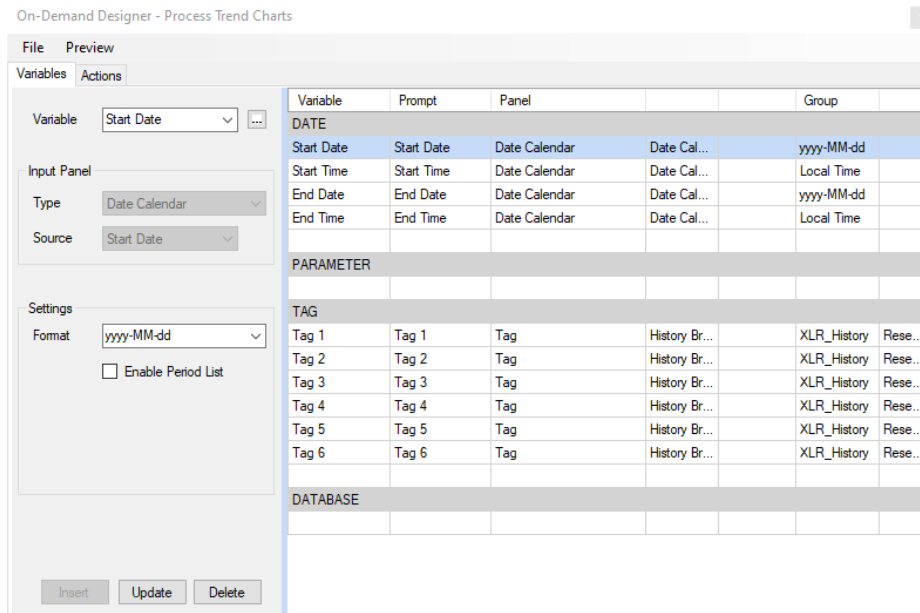 On-Demand Designer - Process Trend Charts
File Preview
Variables Actions
Variable Start Date ...
Input Panel
Type Date Calendar
Source Start Date
Settings
Format yyyy-MM-dd
Enable Period List
Insert Update Delete
Variable Prompt Panel Group
DATE
Start Date Start Date Date Calendar Date Cal... yyyy-MM-dd
Start Time Start Time Date Calendar Date Cal... Local Time
End Date End Date Date Calendar Date Cal... yyyy-MM-dd
End Time End Time Date Calendar Date Cal... Local Time
PARAMETER
TAG
Tag 1 Tag 1 Tag History Br... XLR_History Rese...
Tag 2 Tag 2 Tag History Br... XLR_History Rese...
Tag 3 Tag 3 Tag History Br... XLR_History Rese...
Tag 4 Tag 4 Tag History Br... XLR_History Rese...
Tag 5 Tag 5 Tag History Br... XLR_History Rese...
Tag 6 Tag 6 Tag History Br... XLR_History Rese...
DATABASE